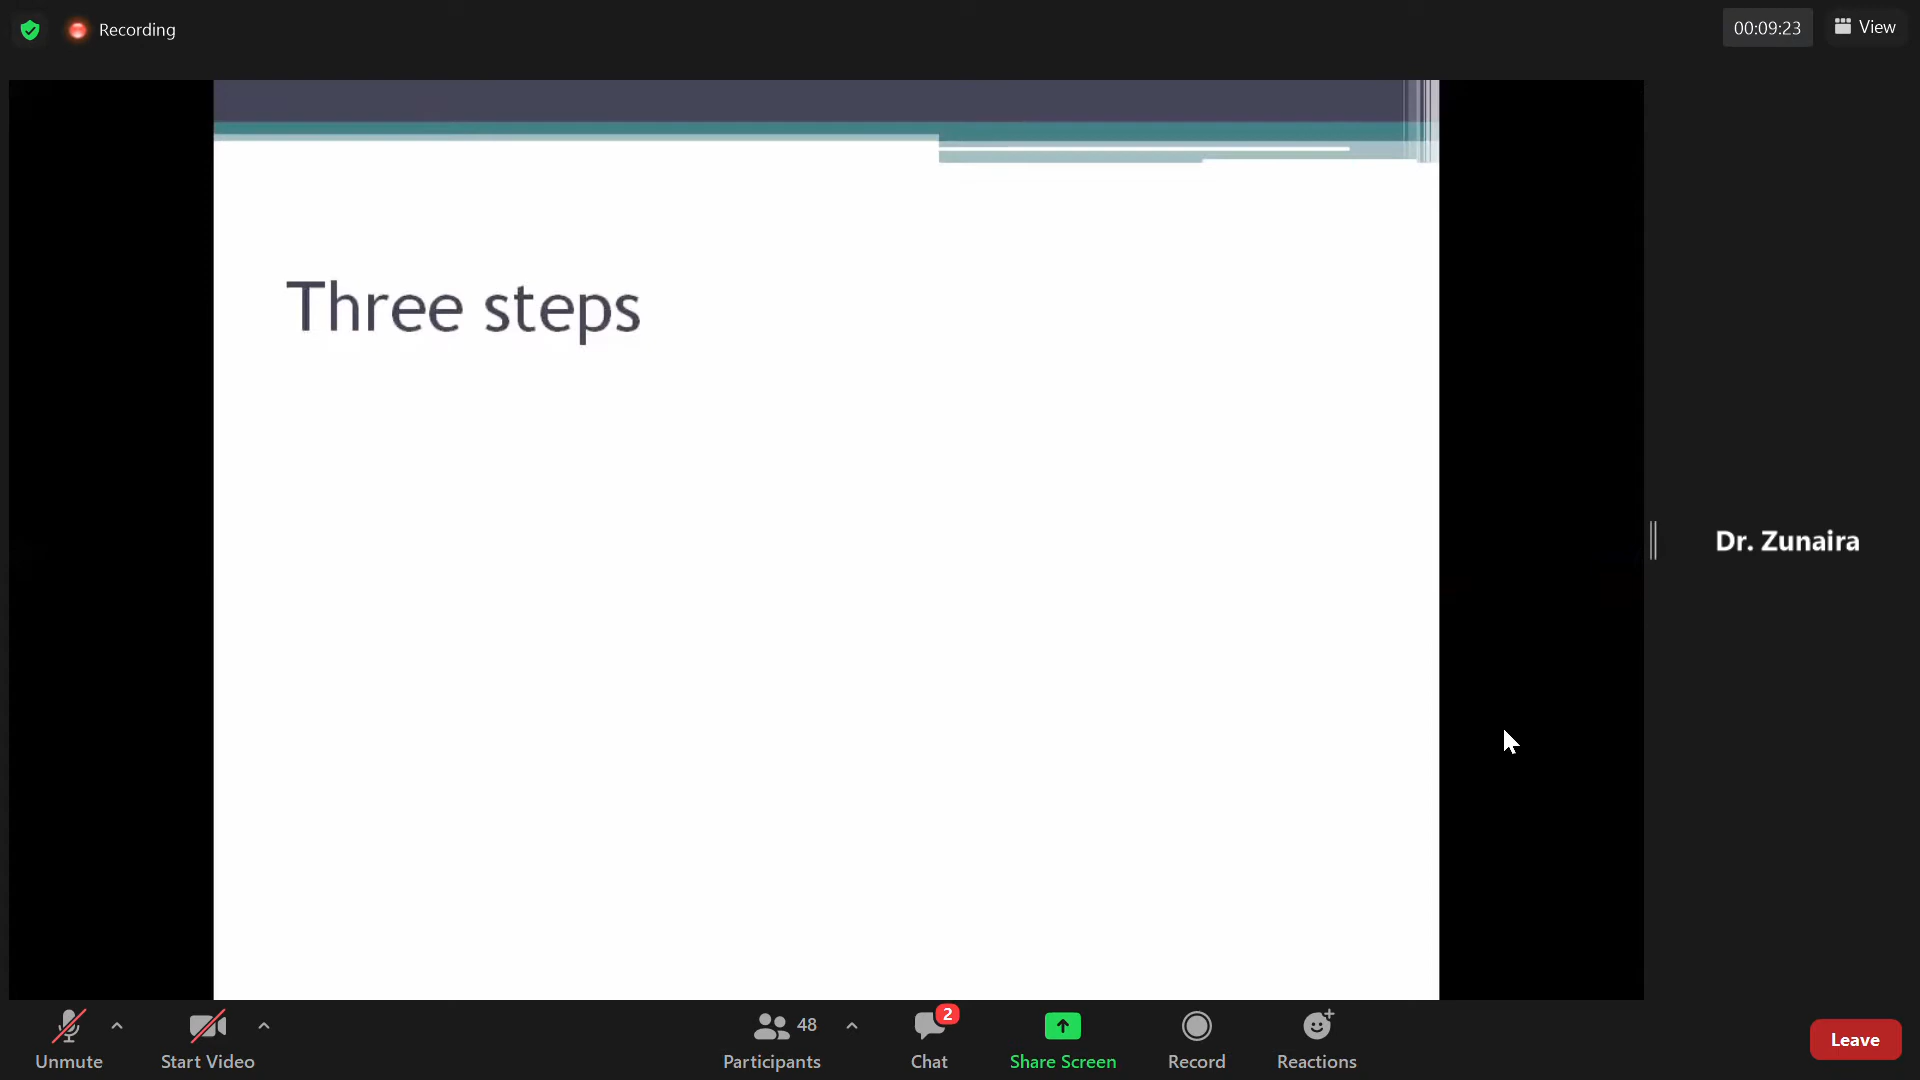 Recording
00:09:23
View
Three steps
Dr. Zunaira
Unmute
Start Video
48
Participants
2
Chat
Share Screen
Record
Reactions
Leave